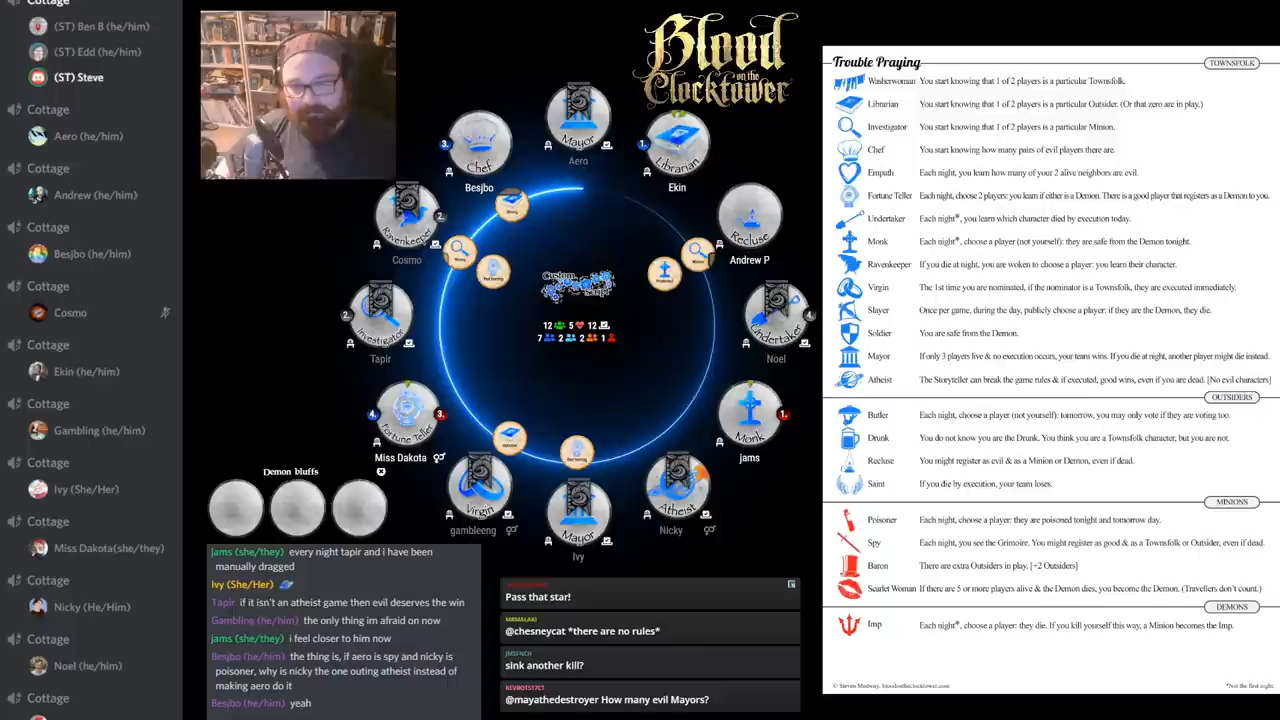 Cottage
(ST) Ben B (he/him)
(ST) Edd (he/him)
(ST) Steve
Cottage
Aero (he/him)
Cottage
Andrew (he/him)
Cottage
Besjbo (he/him)
Cottage
Cosmo
Cottage
Ekin (he/him)
Cottage
Gambling (he/him)
Cottage
Ivy (She/Her)
Cottage
Miss Dakota(she/they)
Cottage
Nicky (He/Him)
Cottage
Noel (he/him)
Cottage
Blood
on the
Clocktower
Mayor
Aero
3.
Chef
Besjbo
1.
Librarian
Ekin
Ravenkeeper
2.
Cosmo
Recluse
Andrew P
2.
Investigator
Tapir
Undertaker
4.
Noel
Custom
Script
12 5 12
7 2 2 1
4.
Fortune Teller
3.
Miss Dakota
Monk
1.
jams
Virgin
gambleeng
Mayor
Ivy
Atheist
Nicky
Demon bluffs
jams (she/they) every night tapir and i have been
manually dragged
Ivy (She/Her)
Tapir if it isn't an atheist game then evil deserves the win
Gambling (he/him) the only thing im afraid on now
jams (she/they) i feel closer to him now
Besjbo (he/him) the thing is, if aero is spy and nicky is
poisoner, why is nicky the one outing atheist instead of
making aero do it
Besjbo (he/him) yeah
Pass that star!
@chesneycat *there are no rules*
JMSFNCH
sink another kill?
KEVROTS17CT
@mayathedestroyer How many evil Mayors?
Trouble Praying
TOWNSFOLK
Washerwoman You start knowing that 1 of 2 players is a particular Townsfolk.
Librarian You start knowing that 1 of 2 players is a particular Outsider. (Or that zero are in play.)
Investigator You start knowing that 1 of 2 players is a particular Minion.
Chef You start knowing how many pairs of evil players there are.
Empath Each night, you learn how many of your 2 alive neighbors are evil.
Fortune Teller Each night, choose 2 players: you learn if either is a Demon. There is a good player that registers as a Demon to you.
Undertaker Each night*, you learn which character died by execution today.
Monk Each night*, choose a player (not yourself): they are safe from the Demon tonight.
Ravenkeeper If you die at night, you are woken to choose a player: you learn their character.
Virgin The 1st time you are nominated, if the nominator is a Townsfolk, they are executed immediately.
Slayer Once per game, during the day, publicly choose a player: if they are the Demon, they die.
Soldier You are safe from the Demon.
Mayor If only 3 players live & no execution occurs, your team wins. If you die at night, another player might die instead.
Atheist The Storyteller can break the game rules & if executed, good wins, even if you are dead. [No evil characters]
OUTSIDERS
Butler Each night, choose a player (not yourself): tomorrow, you may only vote if they are voting too.
Drunk You do not know you are the Drunk. You think you are a Townsfolk character, but you are not.
Recluse You might register as evil & as a Minion or Demon, even if dead.
Saint If you die by execution, your team loses.
MINIONS
Poisoner Each night, choose a player: they are poisoned tonight and tomorrow day.
Spy Each night, you see the Grimoire. You might register as good & as a Townsfolk or Outsider, even if dead.
Baron There are extra Outsiders in play. [+2 Outsiders]
Scarlet Woman If there are 5 or more players alive & the Demon dies, you become the Demon. (Travellers don't count.)
DEMONS
Imp Each night*, choose a player: they die. If you kill yourself this way, a Minion becomes the Imp.
© Steven Medway, bloodontheclocktower.com
*Not the first night.